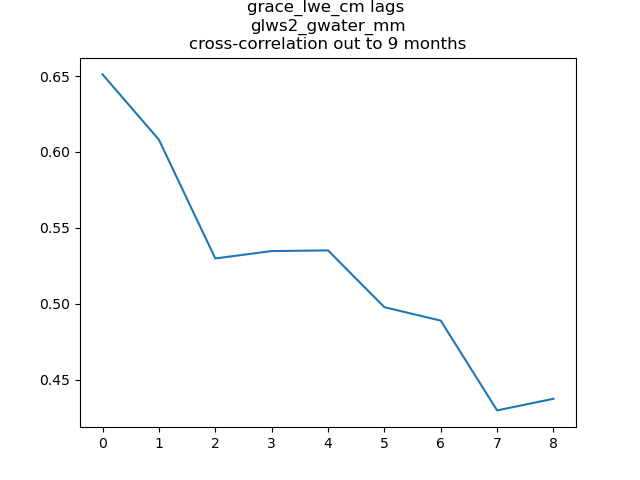 grace_lwe_cm lags
glws2_gwater_mm
cross-correlation out to 9 months
0.65
0.60
0.55
0.50
0.45
0 1 2 3 4 5 6 7 8